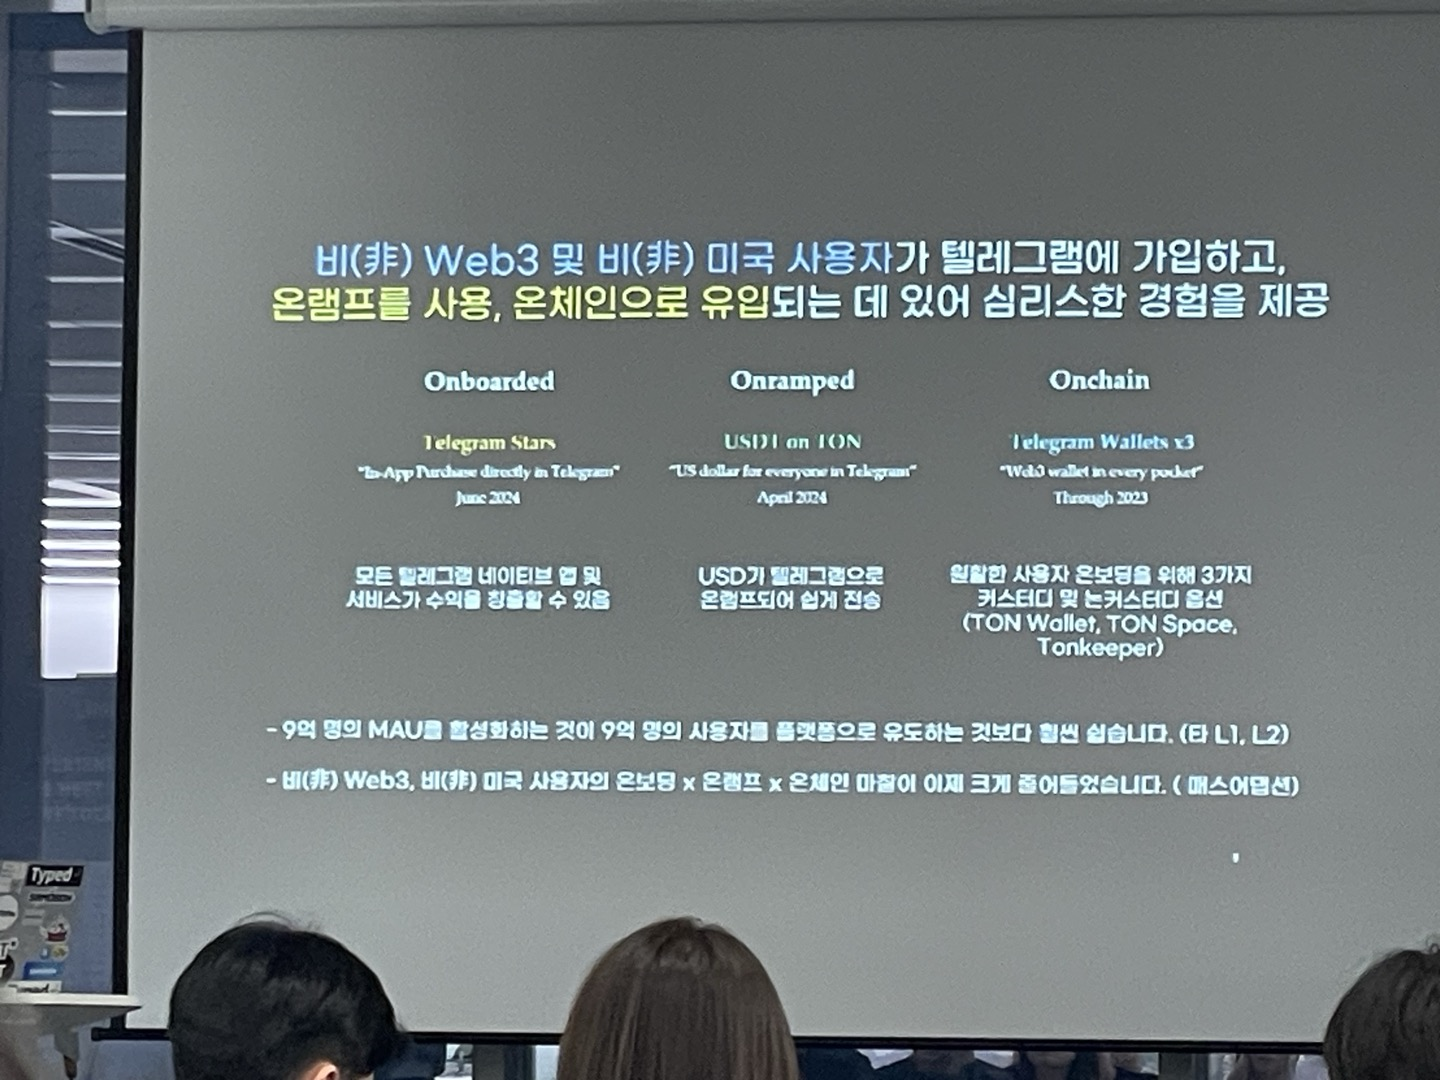 비(非) Web3 및 비(非) 미국 사용자가 텔레그램에 가입하고,
온램프를 사용, 온체인으로 유입되는 데 있어 심리스한 경험을 제공
Onboarded
Onramped
Onchain
Telegram Stars
USDT on TON
Telegram Wallets x3
"In-App Purchase directly in Telegram"
"US dollar for everyone in Telegram"
"Web3 wallet in every pocket"
June 2024
April 2024
Through 2023
모든 텔레그램 네이티브 앱 및
서비스가 수익을 창출할 수 있음
USD가 텔레그램으로
온램프되어 쉽게 전송
원활한 사용자 온보딩을 위해 3가지
커스터디 및 논커스터디 옵션
(TON Wallet, TON Space,
Tonkeeper)
- 9억 명의 MAU를 활성화하는 것이 9억 명의 사용자를 플랫폼으로 유도하는 것보다 훨씬 쉽습니다. (타 L1, L2)
- 비(非) Web3, 비(非) 미국 사용자의 온보딩 x 온램프 x 온체인 마찰이 이제 크게 줄어들었습니다. ( 매스어댑션)
Typed